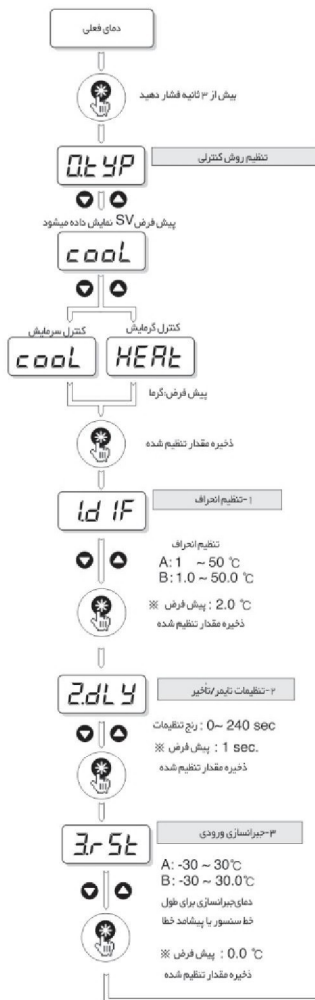 دمای فعلی
بیش از ۳ ثانیه فشار دهید
0.tYP
تنظیم روش کنترلی
پیش فرض SV نمایش داده میشود
cooL
کنترل سرمایش
کنترل گرمایش
cooL
HEAt
پیش فرض:گرما
ذخیره مقدار تنظیم شده
1.dIF
۱-تنظیم انحراف
تنظیم انحراف
A: 1 ~ 50 °C
B: 1.0 ~ 50.0 °C
※ پیش فرض : 2.0 °C
ذخیره مقدار تنظیم شده
2.dLY
۲-تنظیمات تایمر/تأخیر
رنج تنظیمات : 0~ 240 sec
※ پیش فرض : 1 sec.
ذخیره مقدار تنظیم شده
3.rSt
۳-جبرانسازی ورودی
A: -30 ~ 30°C
B: -30 ~ 30.0°C
دمای جبرانسازی برای طول
خط سنسور یا پیشامد خطا
※ پیش فرض : 0.0 °C
ذخیره مقدار تنظیم شده